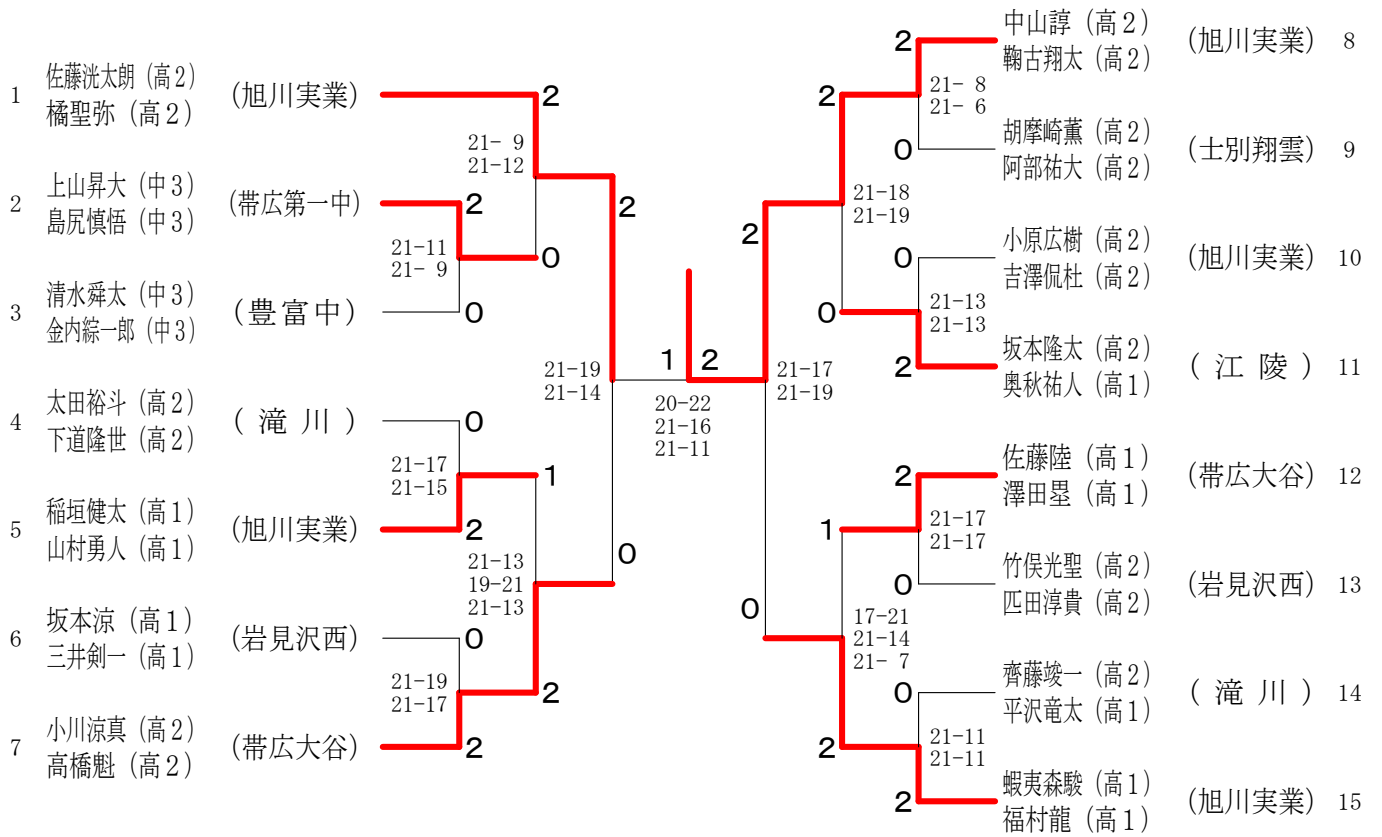 1 佐藤洸太朗（高２） （旭川実業）
橘聖弥（高２）
2
21- 9
21-12
2 上山昇大（中３） （帯広第一中）
島尻慎悟（中３）
2
2
21-11
21- 9
0
3 清水舜太（中３） （豊富中）
金内綜一郎（中３）
0
21-19
21-14
4 太田裕斗（高２） （滝川）
下道隆世（高２）
0
21-17
21-15
1
5 稲垣健太（高１） （旭川実業）
山村勇人（高１）
2
21-13
19-21
21-13
0
6 坂本涼（高１） （岩見沢西）
三井剣一（高１）
0
21-19
21-17
2
7 小川涼真（高２） （帯広大谷）
高橋魁（高２）
2
1 2
20-22
21-16
21-11
2 中山諄（高２） （旭川実業） 8
鞠古翔太（高２）
2
21- 8
21- 6
0 胡摩崎薫（高２） （士別翔雲） 9
阿部祐大（高２）
2
21-18
21-19
0 小原広樹（高２） （旭川実業） 10
吉澤侃杜（高２）
0
21-13
21-13
2 坂本隆太（高２） （江陵） 11
奥秋祐人（高１）
21-17
21-19
2 佐藤陸（高１） （帯広大谷） 12
澤田塁（高１）
1
21-17
21-17
0 竹俣光聖（高２） （岩見沢西） 13
匹田淳貴（高２）
0
17-21
21-14
21- 7
0 齊藤竣一（高２） （滝川） 14
平沢竜太（高１）
2
21-11
21-11
2 蝦夷森駿（高１） （旭川実業） 15
福村龍（高１）